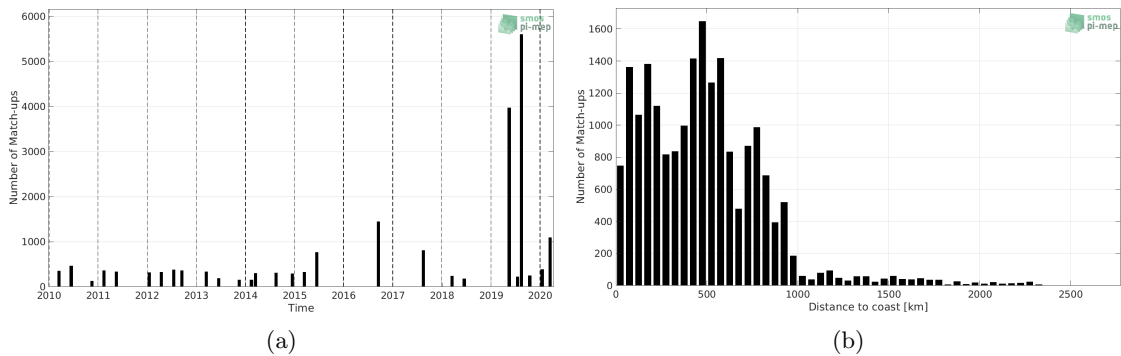 6000
5000
4000
3000
2000
1000
0
Number of Match-ups
smos
pi-mep
2010 2011 2012 2013 2014 2015 2016 2017 2018 2019 2020
Time
(a)
1600
1400
1200
1000
800
600
400
200
0
Number of Match-ups
smos
pi-mep
0 500 1000 1500 2000 2500
Distance to coast [km]
(b)